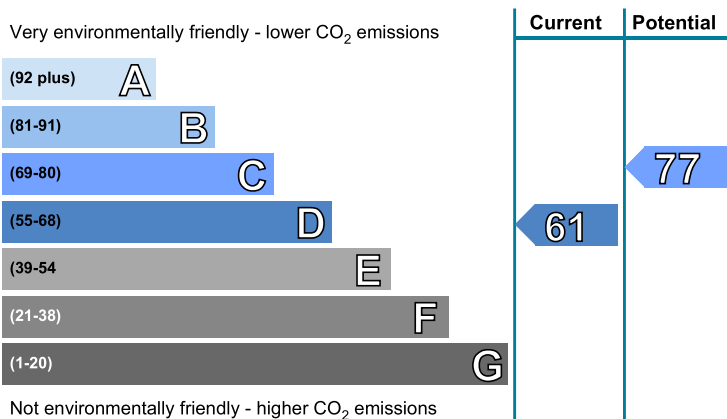 Very environmentally friendly - lower CO2 emissions
Current
Potential
(92 plus) A
(81-91) B
(69-80) C
77
(55-68) D
61
(39-54 E
(21-38) F
(1-20) G
Not environmentally friendly - higher CO2 emissions